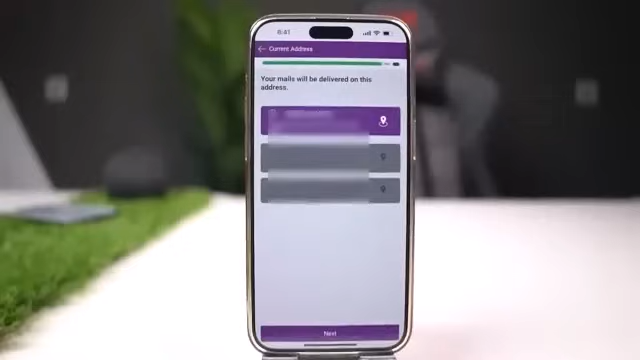 8:41
Current Address
Your mails will be delivered on this
address.
Next